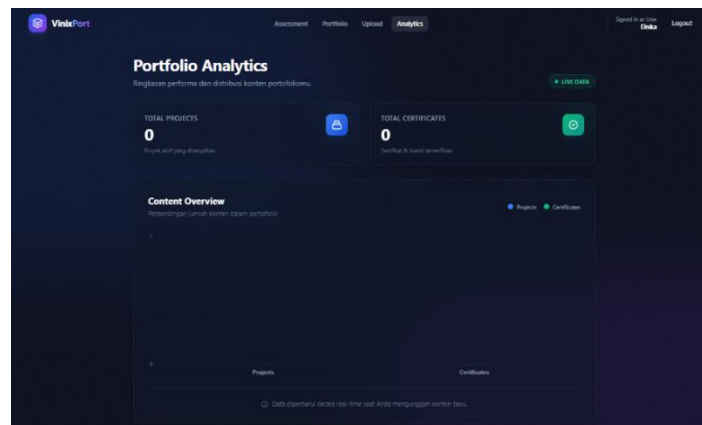 VinixPort
Assessment Portfolio Upload Analytics
Signed in as User
Diska
Logout
Portfolio Analytics
Ringkasan performa dan distribusi konten portofoliomu.
LIVE DATA
TOTAL PROJECTS
0
Proyek aktif yang ditampilkan
TOTAL CERTIFICATES
0
Sertifikat & lisensi terverifikasi
Content Overview
Perbandingan jumlah konten dalam portofolio
Projects Certificates
0
Projects Certificates
Data diperbarui secara real-time saat Anda mengunggah konten baru.